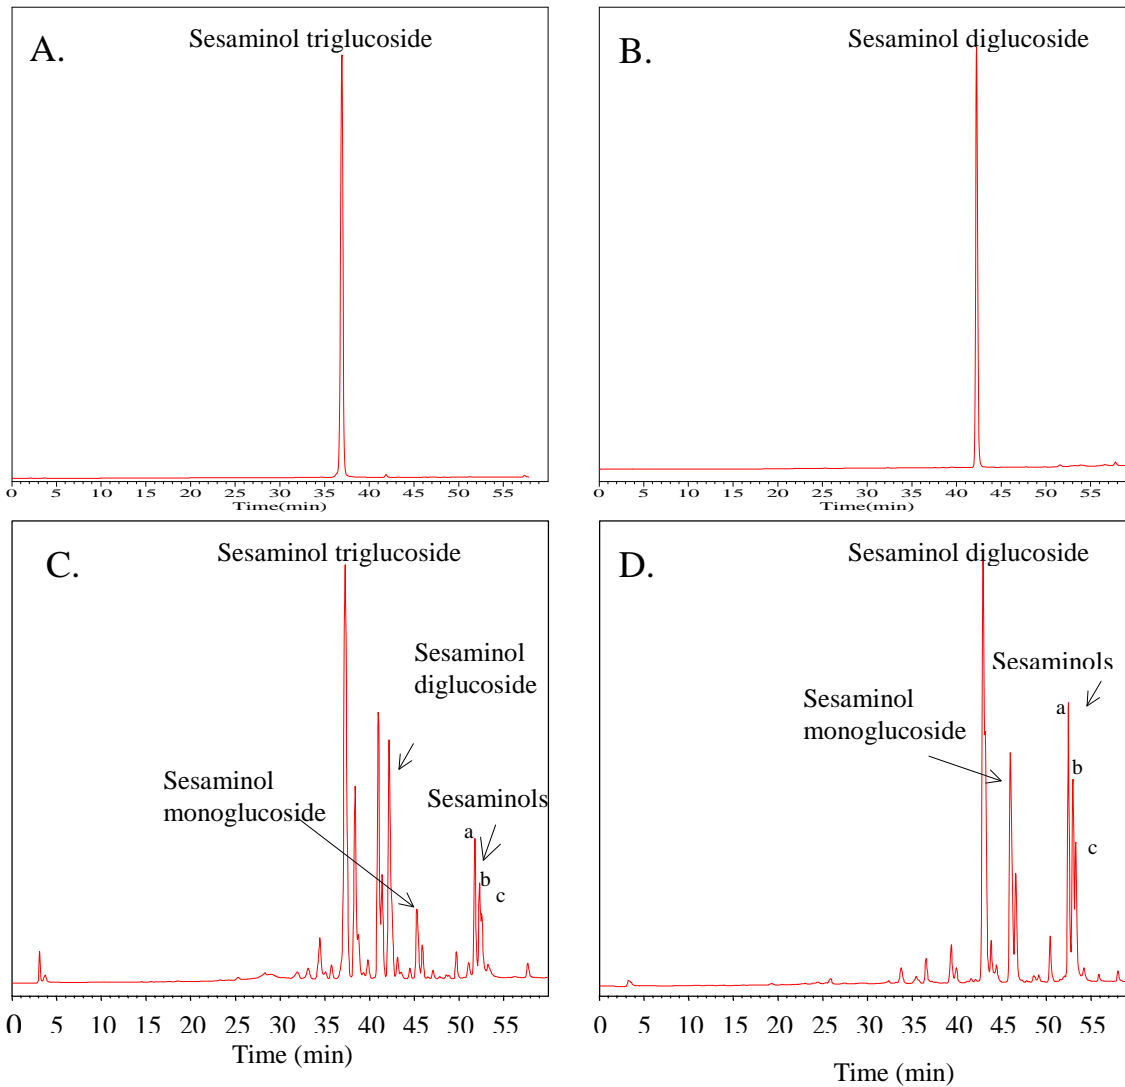 A.
Sesaminol triglucoside
0 5 10 15 20 25 30 35 40 45 50 55
Time(min)
B.
Sesaminol diglucoside
0 5 10 15 20 25 30 35 40 45 50 55
Time(min)
C.
Sesaminol triglucoside
Sesaminol
diglucoside
Sesaminol
monoglucoside
Sesaminols
a
b
c
0 5 10 15 20 25 30 35 40 45 50 55
Time (min)
D.
Sesaminol diglucoside
Sesaminols
Sesaminol
monoglucoside
a
b
c
0 5 10 15 20 25 30 35 40 45 50 55
Time (min)